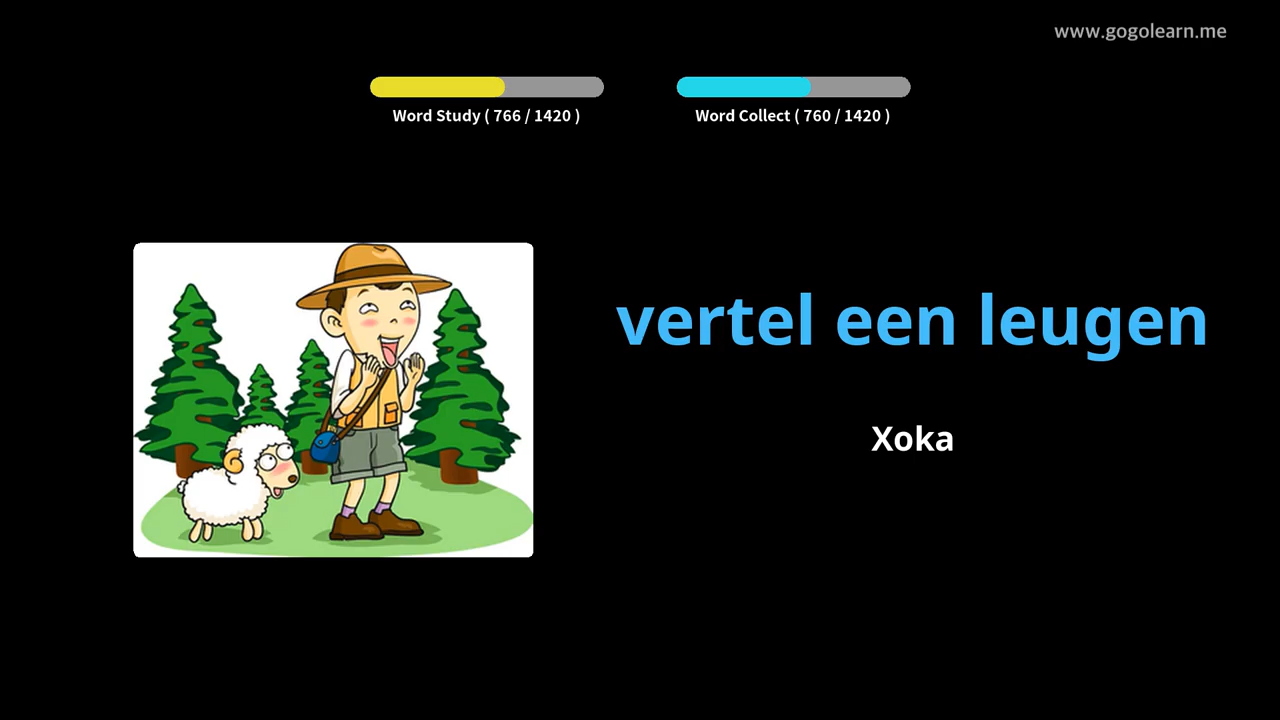 www.gogolearn.me
Word Study ( 766 / 1420 )
Word Collect ( 760 / 1420 )
vertel een leugen
Xoka